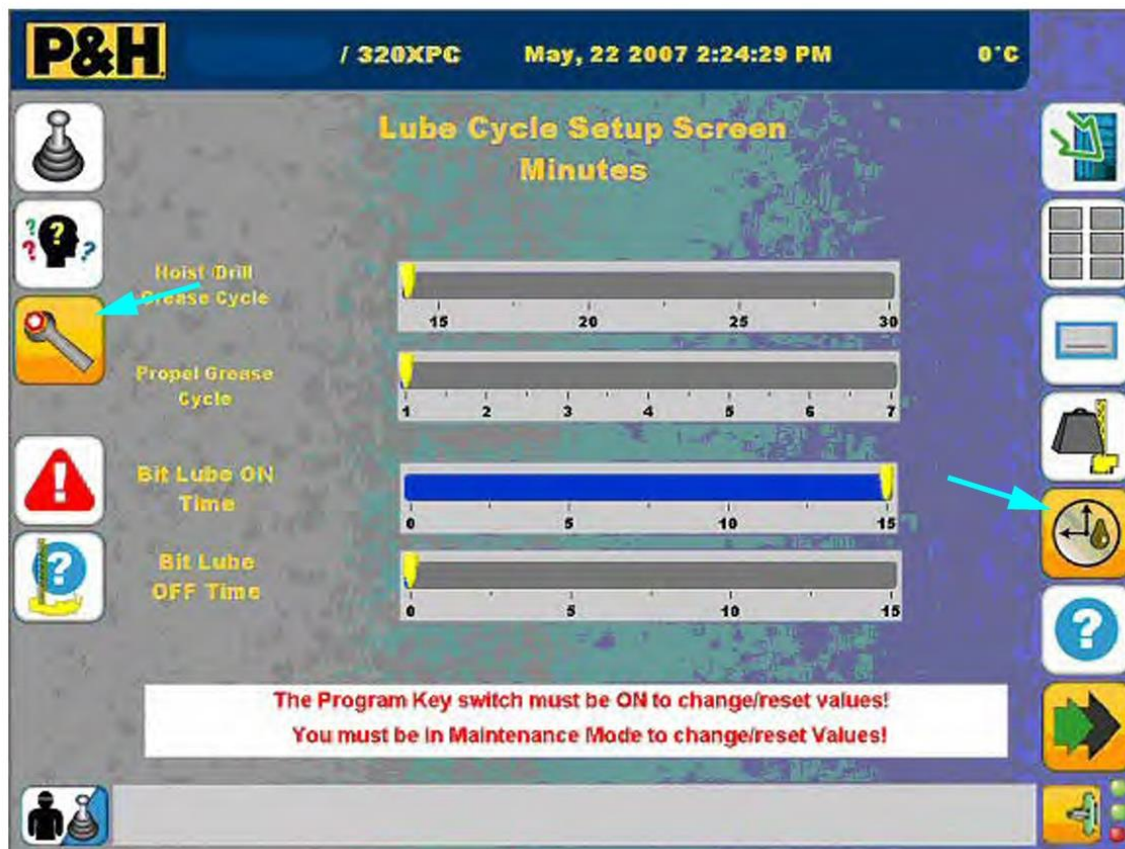 P&H
/ 320XPC
May, 22 2007 2:24:29 PM
0°C
Lube Cycle Setup Screen
Minutes
Hoist Drill
Grease Cycle
15 20 25 30
Propel Grease
Cycle
1 2 3 4 5 6 7
Bit Lube ON
Time
0 5 10 15
Bit Lube
OFF Time
0 5 10 15
The Program Key switch must be ON to change/reset values!
You must be in Maintenance Mode to change/reset Values!